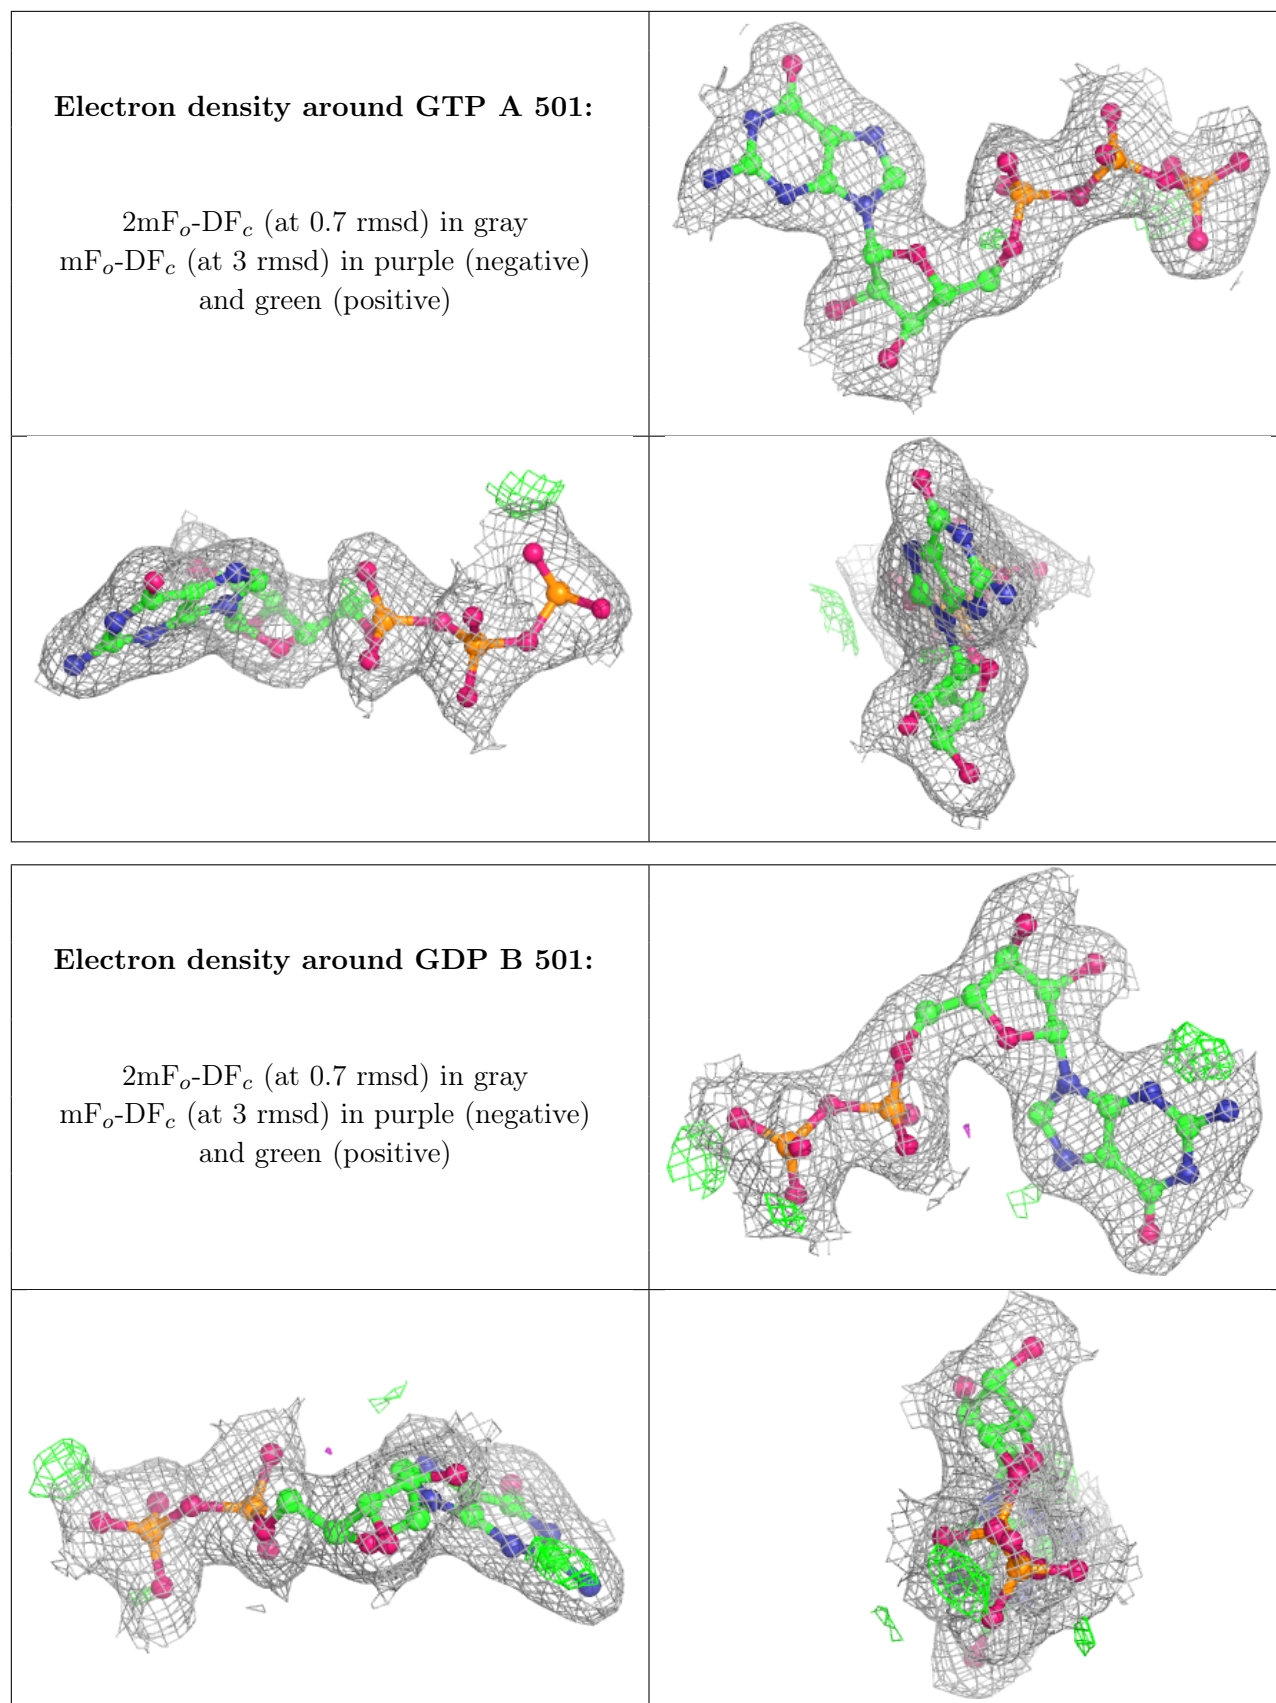 Electron density around GTP A 501:
2mFo-DFc (at 0.7 rmsd) in gray
mFo-DFc (at 3 rmsd) in purple (negative)
and green (positive)
Electron density around GDP B 501:
2mFo-DFc (at 0.7 rmsd) in gray
mFo-DFc (at 3 rmsd) in purple (negative)
and green (positive)